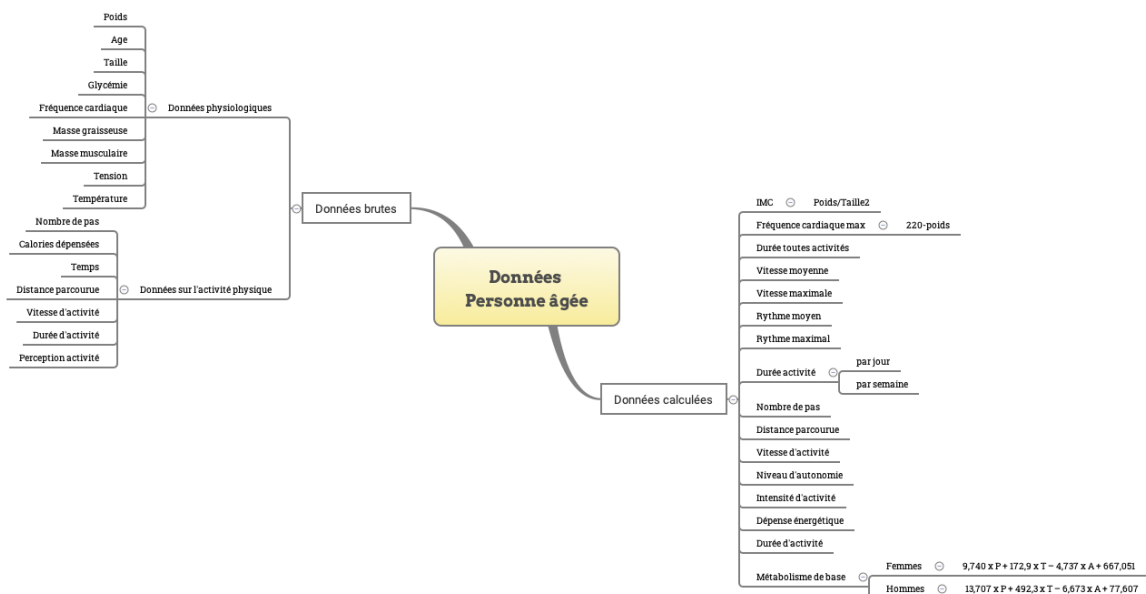 Poids
Age
Taille
Glycémie
Fréquence cardiaque
Masse graisseuse
Masse musculaire
Tension
Température
Données physiologiques
Nombre de pas
Calories dépensées
Temps
Distance parcourue
Vitesse d'activité
Durée d'activité
Perception activité
Données sur l'activité physique
Données brutes
Données
Personne âgée
Données calculées
IMC
Poids/Taille2
Fréquence cardiaque max
220-poids
Durée toutes activités
Vitesse moyenne
Vitesse maximale
Rythme moyen
Rythme maximal
Durée activité
par jour
par semaine
Nombre de pas
Distance parcourue
Vitesse d'activité
Niveau d'autonomie
Intensité d'activité
Dépense énergétique
Durée d'activité
Métabolisme de base
Femmes
9,740 x P + 172,9 x T – 4,737 x A + 667,051
Hommes
13,707 x P + 492,3 x T – 6,673 x A + 77,607